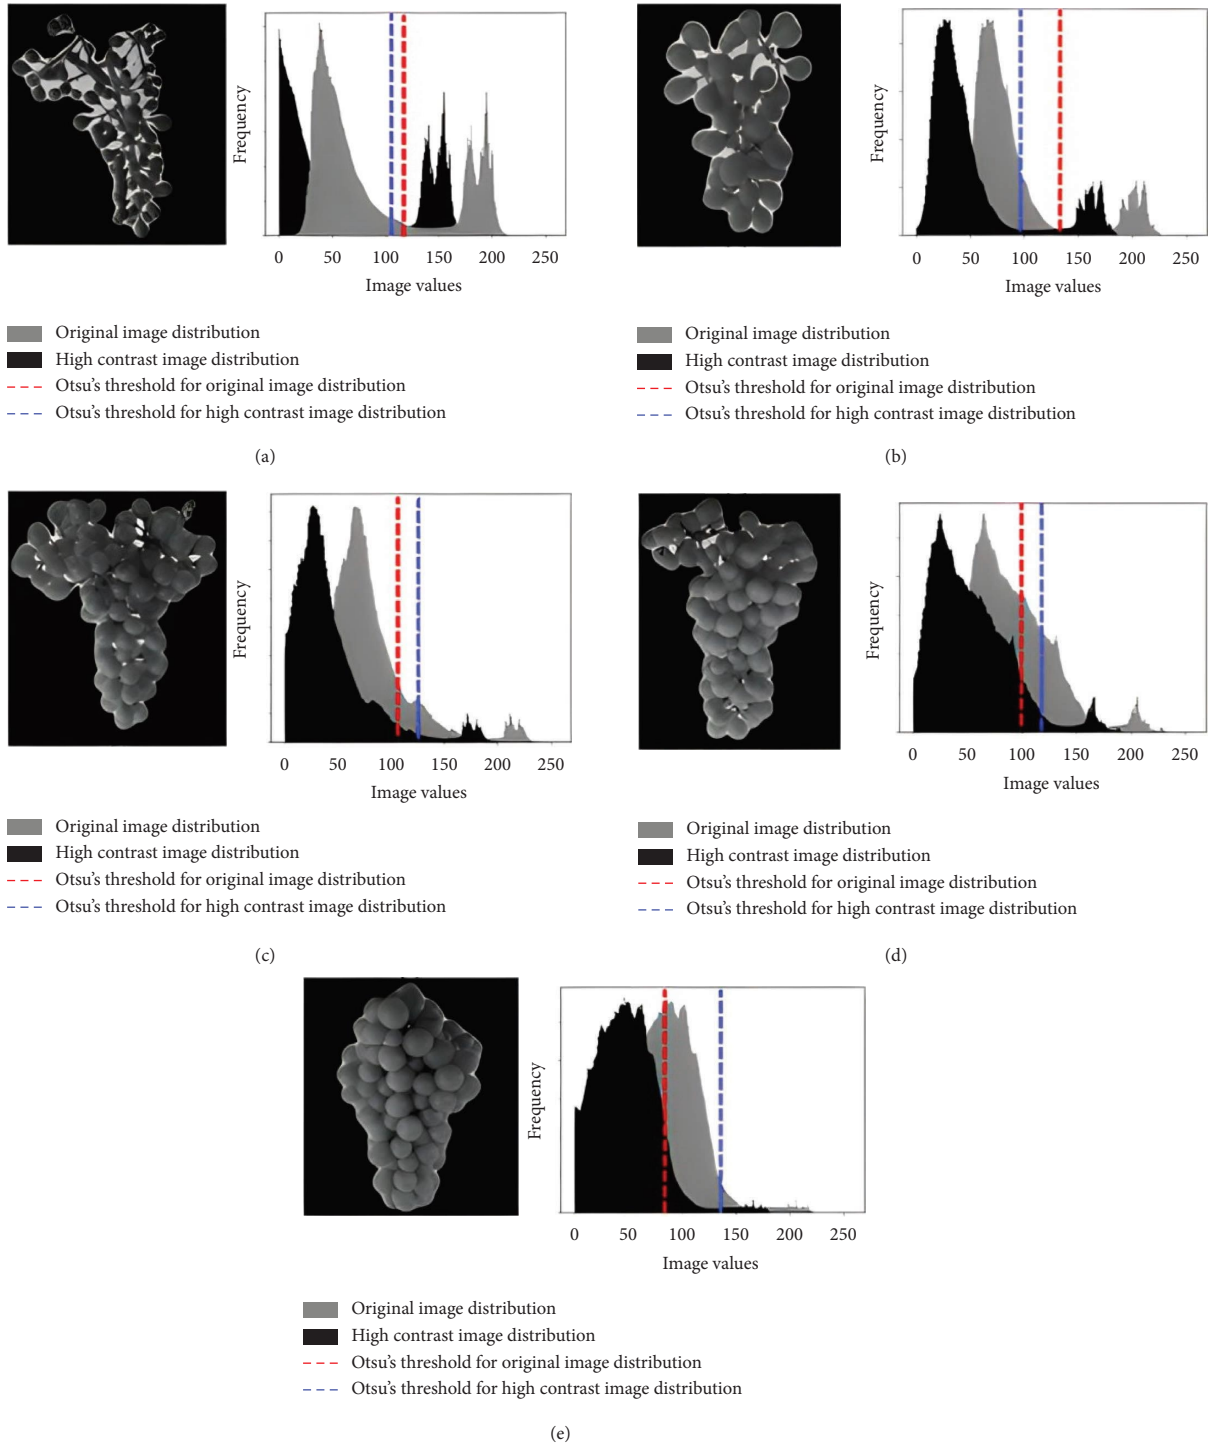 Frequency
0 50 100 150 200 250
Image values
Original image distribution
High contrast image distribution
Otsu's threshold for original image distribution
Otsu's threshold for high contrast image distribution
(a)
Frequency
0 50 100 150 200 250
Image values
Original image distribution
High contrast image distribution
Otsu's threshold for original image distribution
Otsu's threshold for high contrast image distribution
(b)
Frequency
0 50 100 150 200 250
Image values
Original image distribution
High contrast image distribution
Otsu's threshold for original image distribution
Otsu's threshold for high contrast image distribution
(c)
Frequency
0 50 100 150 200 250
Image values
Original image distribution
High contrast image distribution
Otsu's threshold for original image distribution
Otsu's threshold for high contrast image distribution
(d)
Frequency
0 50 100 150 200 250
Image values
Original image distribution
High contrast image distribution
Otsu's threshold for original image distribution
Otsu's threshold for high contrast image distribution
(e)